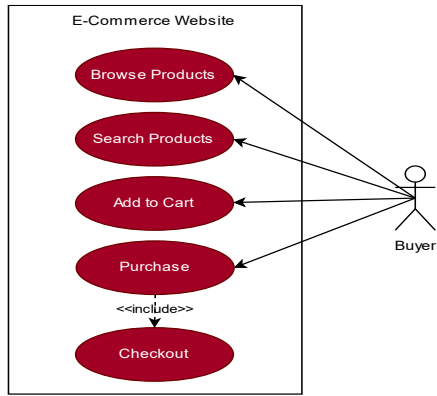 E-Commerce Website
Browse Products
Search Products
Add to Cart
Purchase
<<include>>
Checkout
Buyer